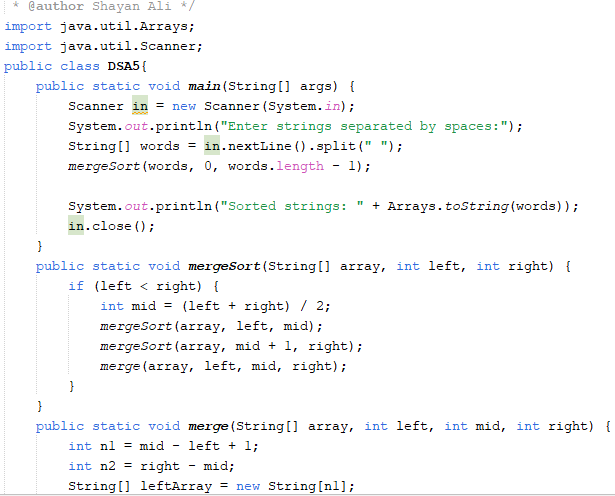 * @author Shayan Ali */
import java.util.Arrays;
import java.util.Scanner;
public class DSA5{
    public static void main(String[] args) {
        Scanner in = new Scanner(System.in);
        System.out.println("Enter strings separated by spaces:");
        String[] words = in.nextLine().split(" ");
        mergeSort(words, 0, words.length - 1);

        System.out.println("Sorted strings: " + Arrays.toString(words));
        in.close();
    }
    public static void mergeSort(String[] array, int left, int right) {
        if (left < right) {
            int mid = (left + right) / 2;
            mergeSort(array, left, mid);
            mergeSort(array, mid + 1, right);
            merge(array, left, mid, right);
        }
    }
    public static void merge(String[] array, int left, int mid, int right) {
        int n1 = mid - left + 1;
        int n2 = right - mid;
        String[] leftArray = new String[n1];